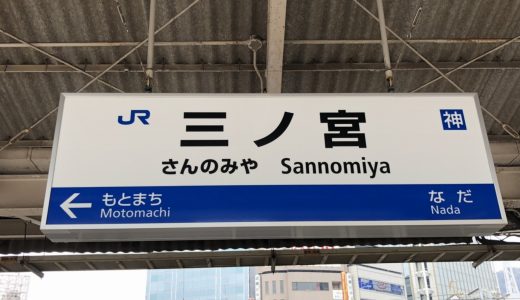 JR
三ノ宮
神
さんのみや Sannomiya
もとまち
Motomachi
なだ
Nada